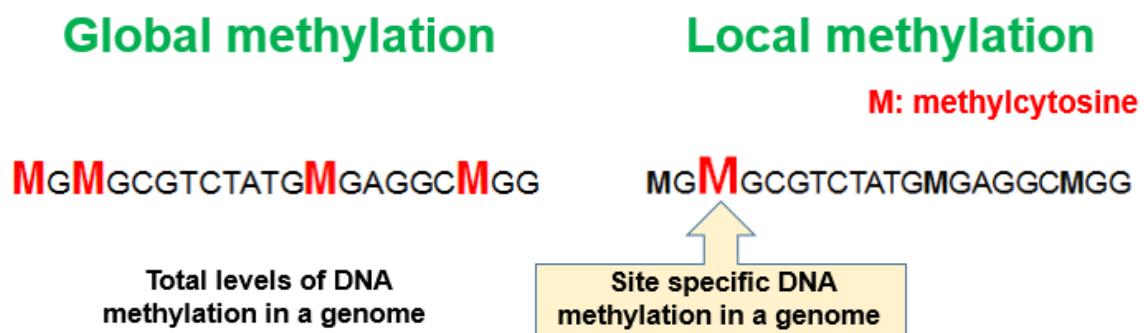 Global methylation
Local methylation
M: methylcytosine
MGMGCGTCTATGMGAGGCMGG
MGMGCGTCTATGMGAGGCMGG
Total levels of DNA
methylation in a genome
Site specific DNA
methylation in a genome